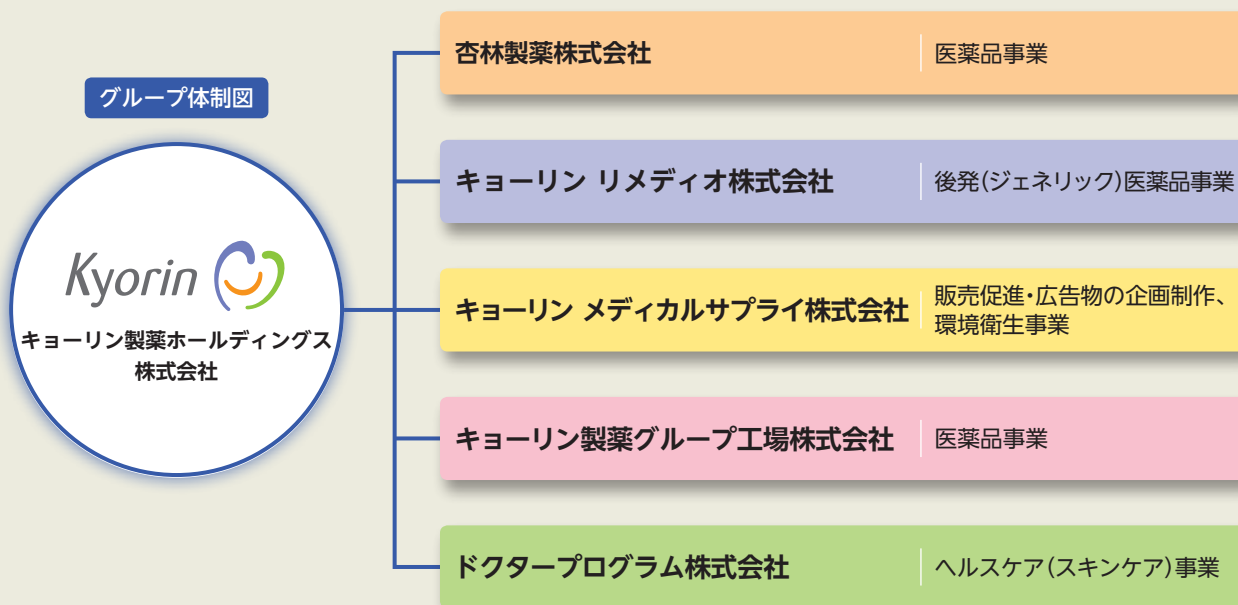 グループ体制図
Kyorin
キョーリン製薬ホールディングス
株式会社
杏林製薬株式会社
医薬品事業
キョーリン リメディオ株式会社
後発(ジェネリック)医薬品事業
キョーリン メディカルサプライ株式会社
販売促進・広告物の企画制作、
環境衛生事業
キョーリン製薬グループ工場株式会社
医薬品事業
ドクタープログラム株式会社
ヘルスケア(スキンケア)事業